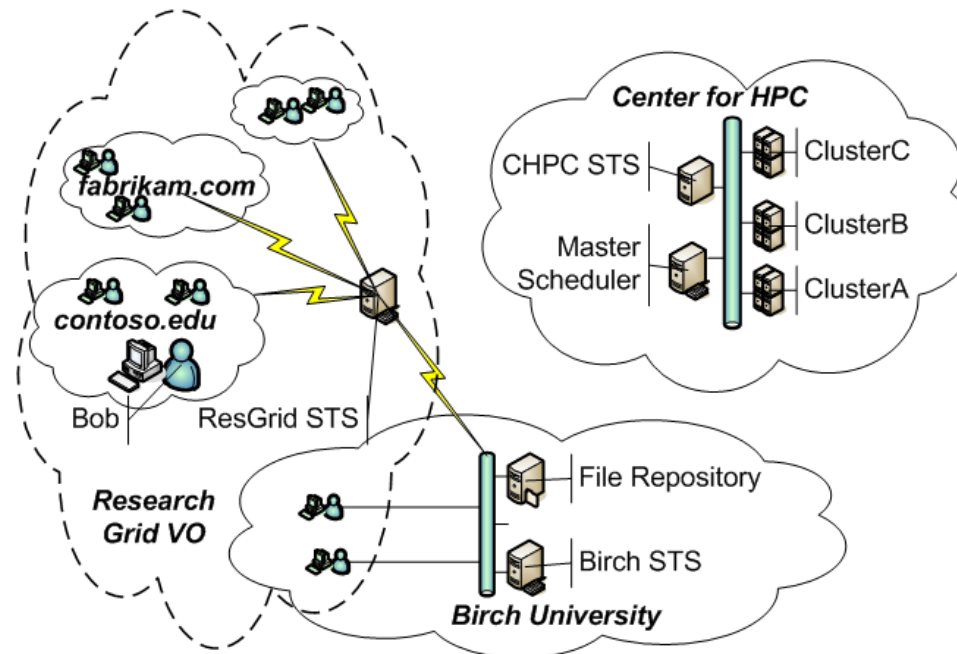 Center for HPC
CHPC STS
ClusterC
ClusterB
Master
Scheduler
ClusterA
fabrikam.com
contoso.edu
Bob
ResGrid STS
Research
Grid VO
File Repository
Birch STS
Birch University